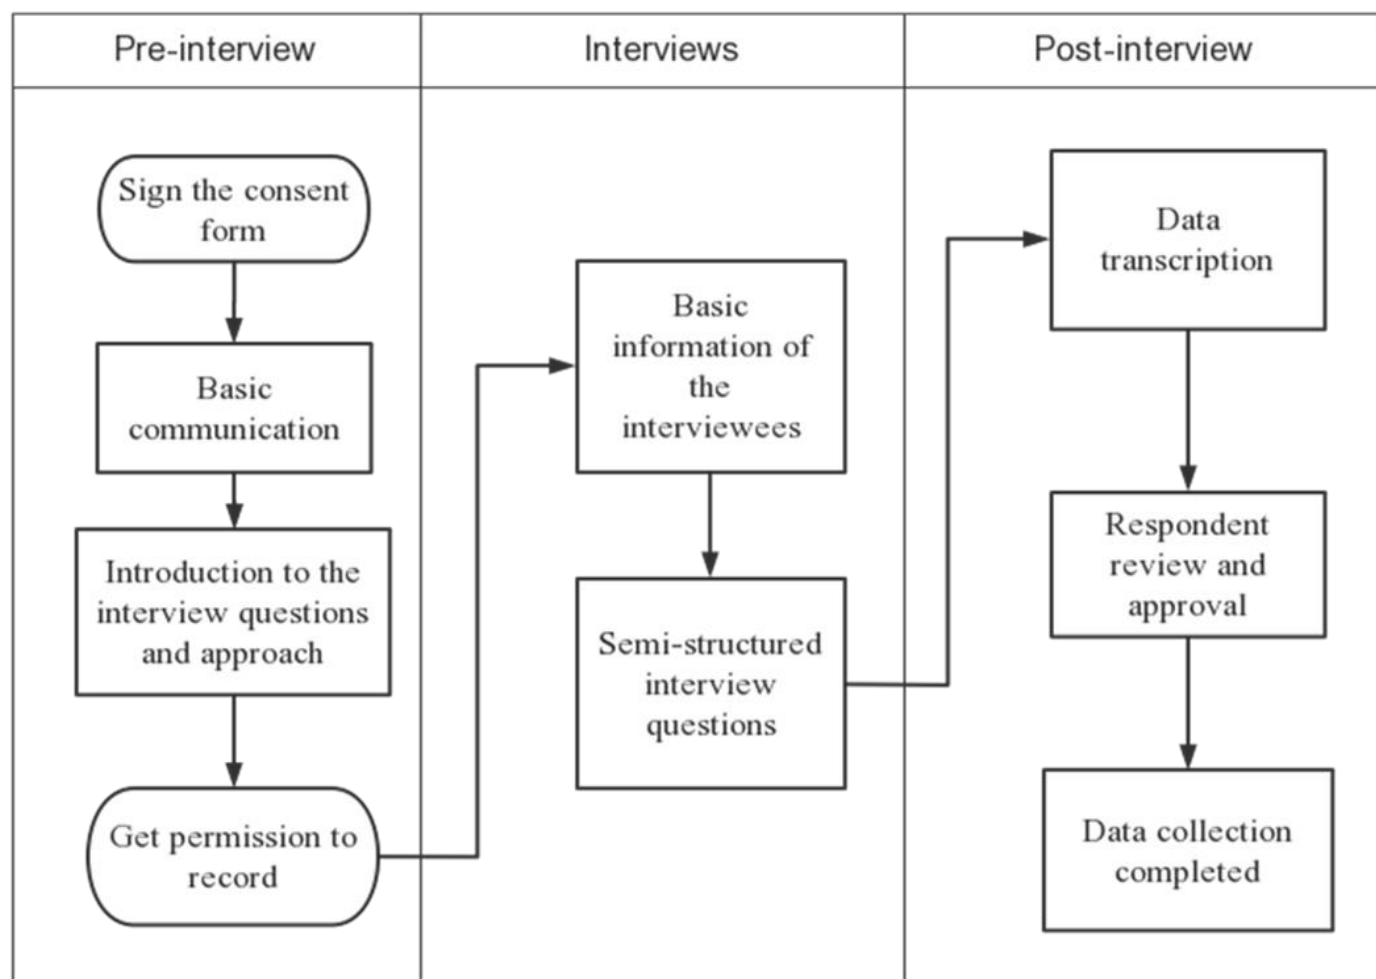 Pre-interview
Interviews
Post-interview
Sign the consent
form
Basic
communication
Introduction to the
interview questions
and approach
Get permission to
record
Basic
information of
the
interviewees
Semi-structured
interview
questions
Data
transcription
Respondent
review and
approval
Data collection
completed